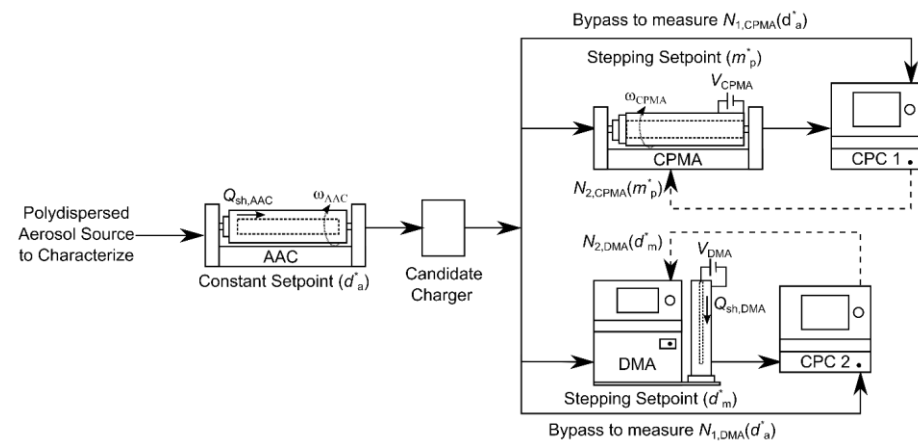 Bypass to measure N1,CPMA(d*a)
Stepping Setpoint (m*p)
VCPMA
ωCPMA
CPMA
CPC 1
N2,CPMA(m*p)
Qsh,AAC
ωAAC
Polydispersed
Aerosol Source
to Characterize
AAC
Constant Setpoint (d*a)
Candidate
Charger
N2,DMA(d*m)
VDMA
Qsh,DMA
DMA
CPC 2
Stepping Setpoint (d*m)
Bypass to measure N1,DMA(d*a)